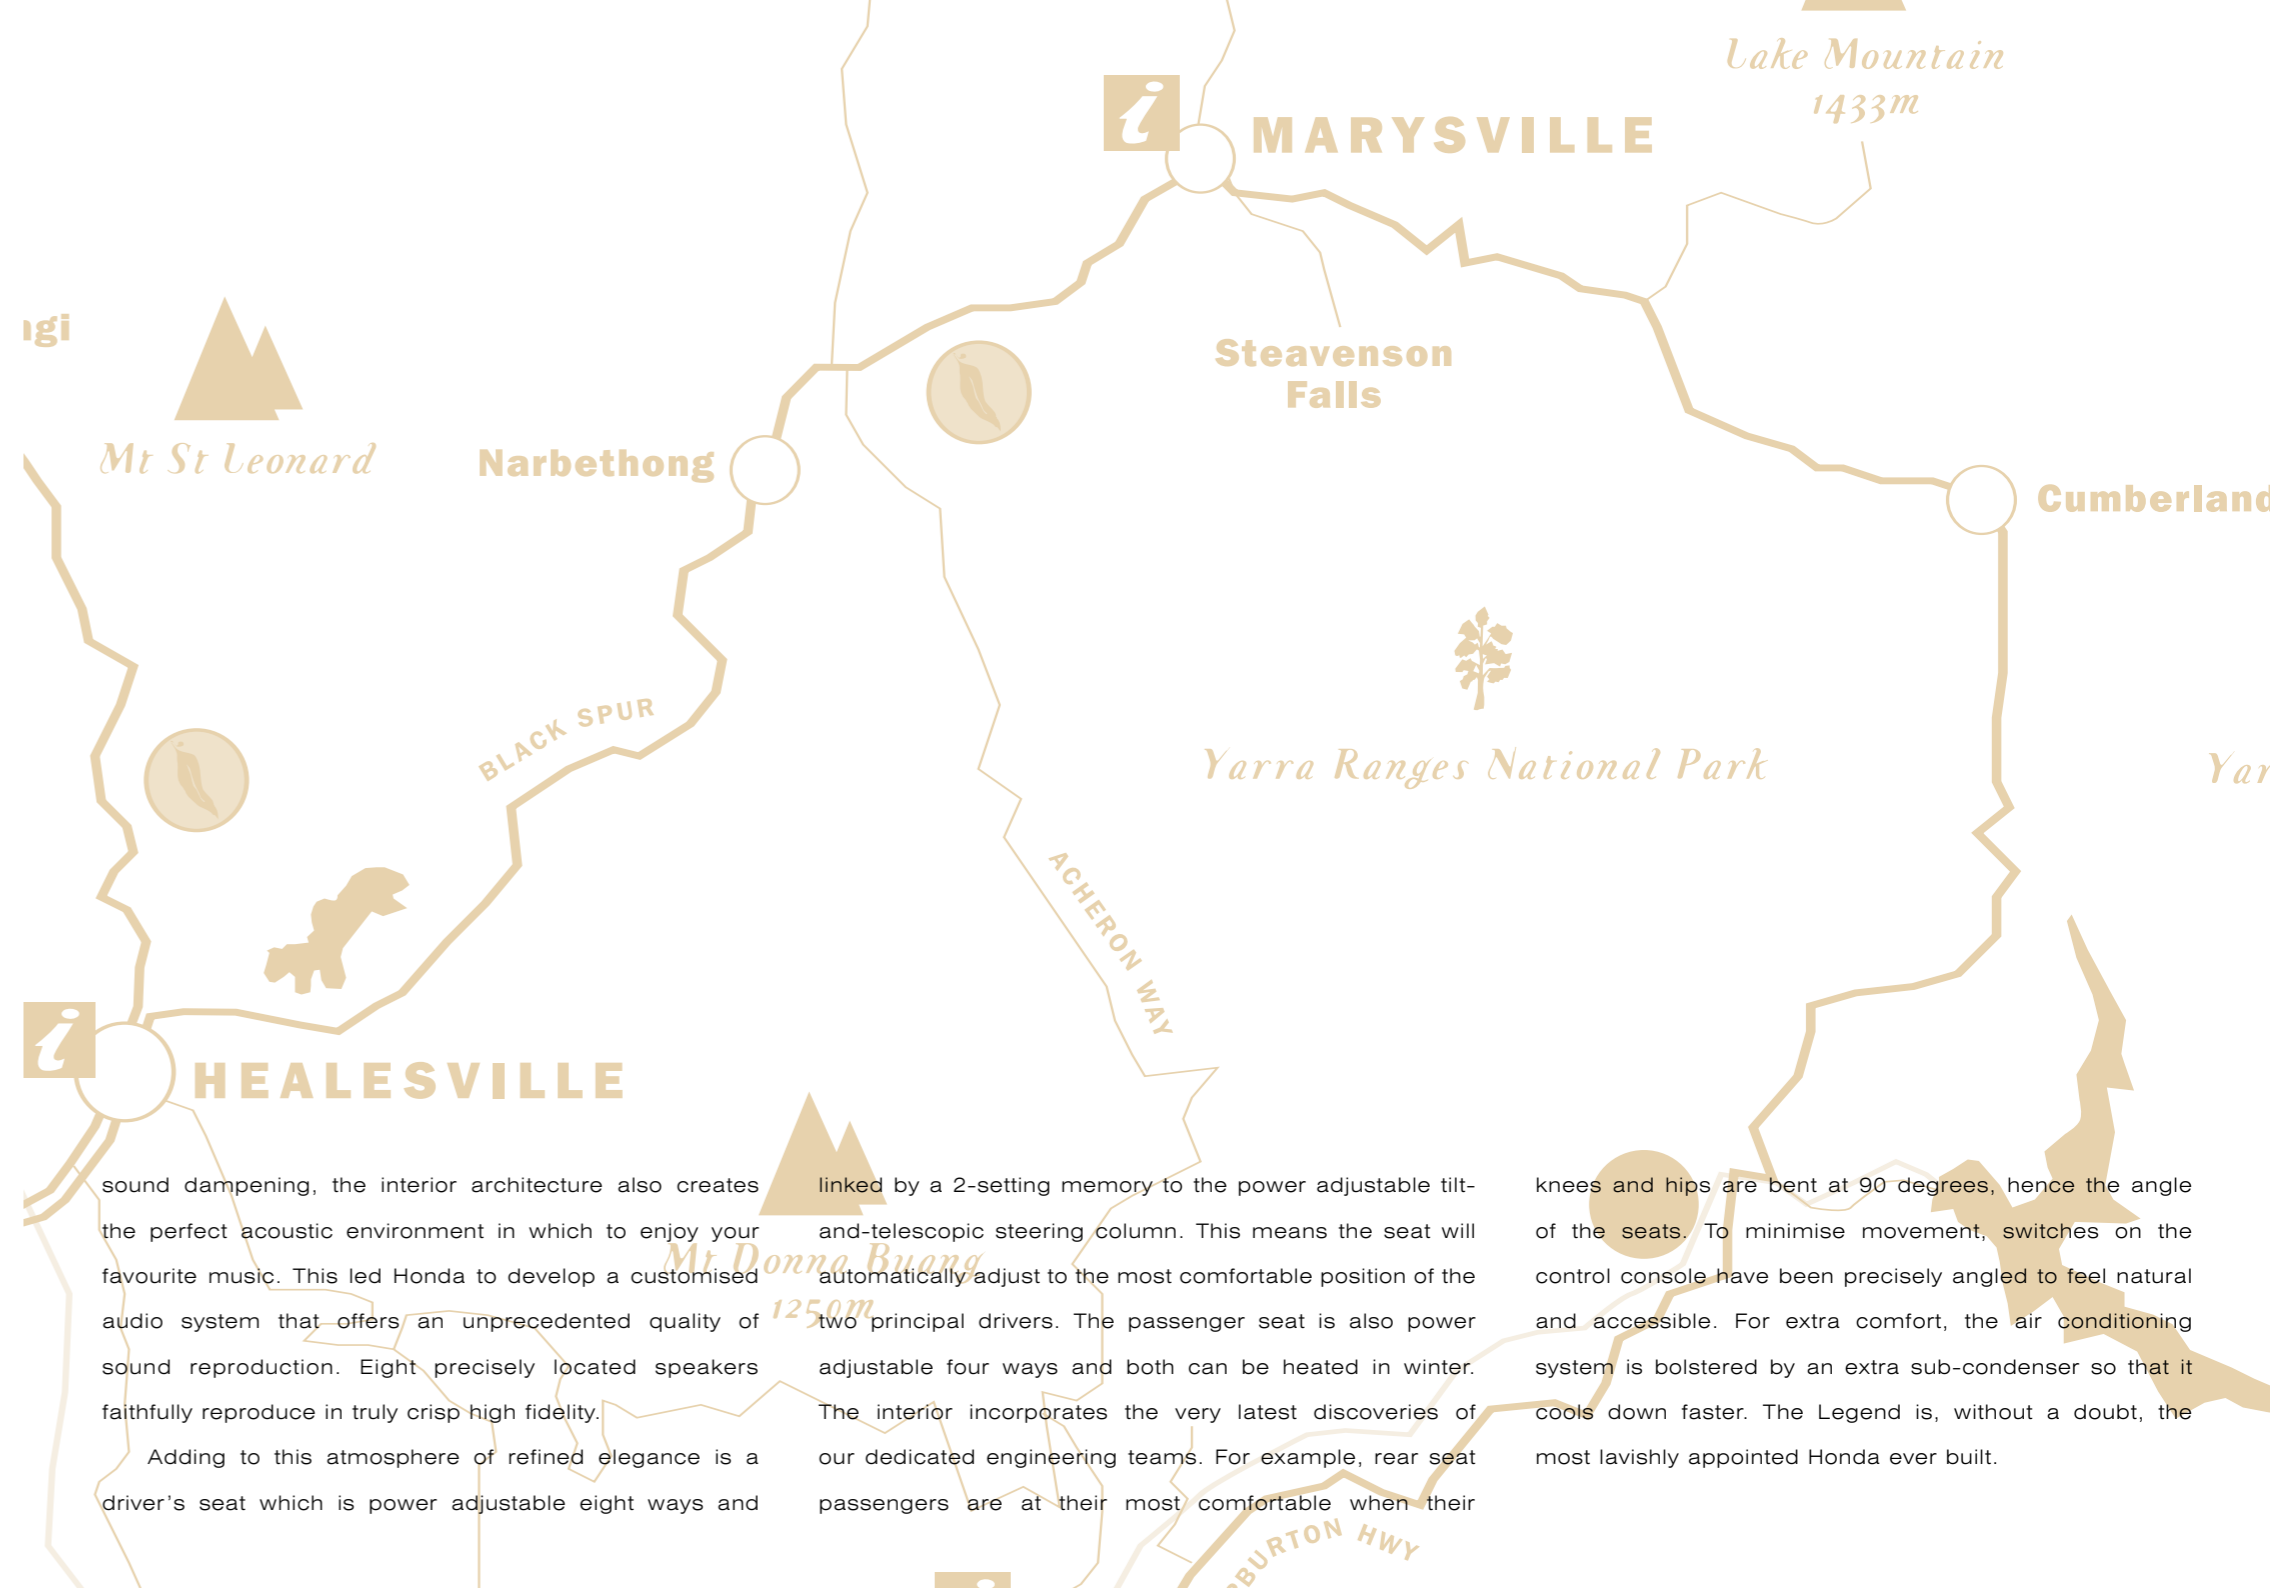 Lake Mountain
1433m
i
MARYSVILLE
Steavenson
Falls
Mt St Leonard
Narbethong
Cumberland
BLACK SPUR
Yarra Ranges National Park
ACHERON WAY
i
HEALESVILLE
Mt Donna Buang
1250m
sound dampening, the interior architecture also creates
the perfect acoustic environment in which to enjoy your
favourite music. This led Honda to develop a customised
audio system that offers an unprecedented quality of
sound reproduction. Eight precisely located speakers
faithfully reproduce in truly crisp high fidelity.
Adding to this atmosphere of refined elegance is a
driver's seat which is power adjustable eight ways and
linked by a 2-setting memory to the power adjustable tilt-
and-telescopic steering column. This means the seat will
automatically adjust to the most comfortable position of the
two principal drivers. The passenger seat is also power
adjustable four ways and both can be heated in winter.
The interior incorporates the very latest discoveries of
our dedicated engineering teams. For example, rear seat
passengers are at their most comfortable when their
knees and hips are bent at 90 degrees, hence the angle
of the seats. To minimise movement, switches on the
control console have been precisely angled to feel natural
and accessible. For extra comfort, the air conditioning
system is bolstered by an extra sub-condenser so that it
cools down faster. The Legend is, without a doubt, the
most lavishly appointed Honda ever built.
HWY